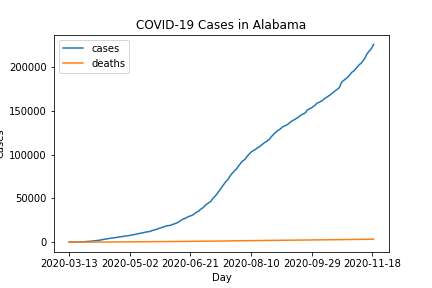 COVID-19 Cases in Alabama
cases
deaths
200000
150000
100000
50000
0
cases
2020-03-13 2020-05-02 2020-06-21 2020-08-10 2020-09-29 2020-11-18
Day